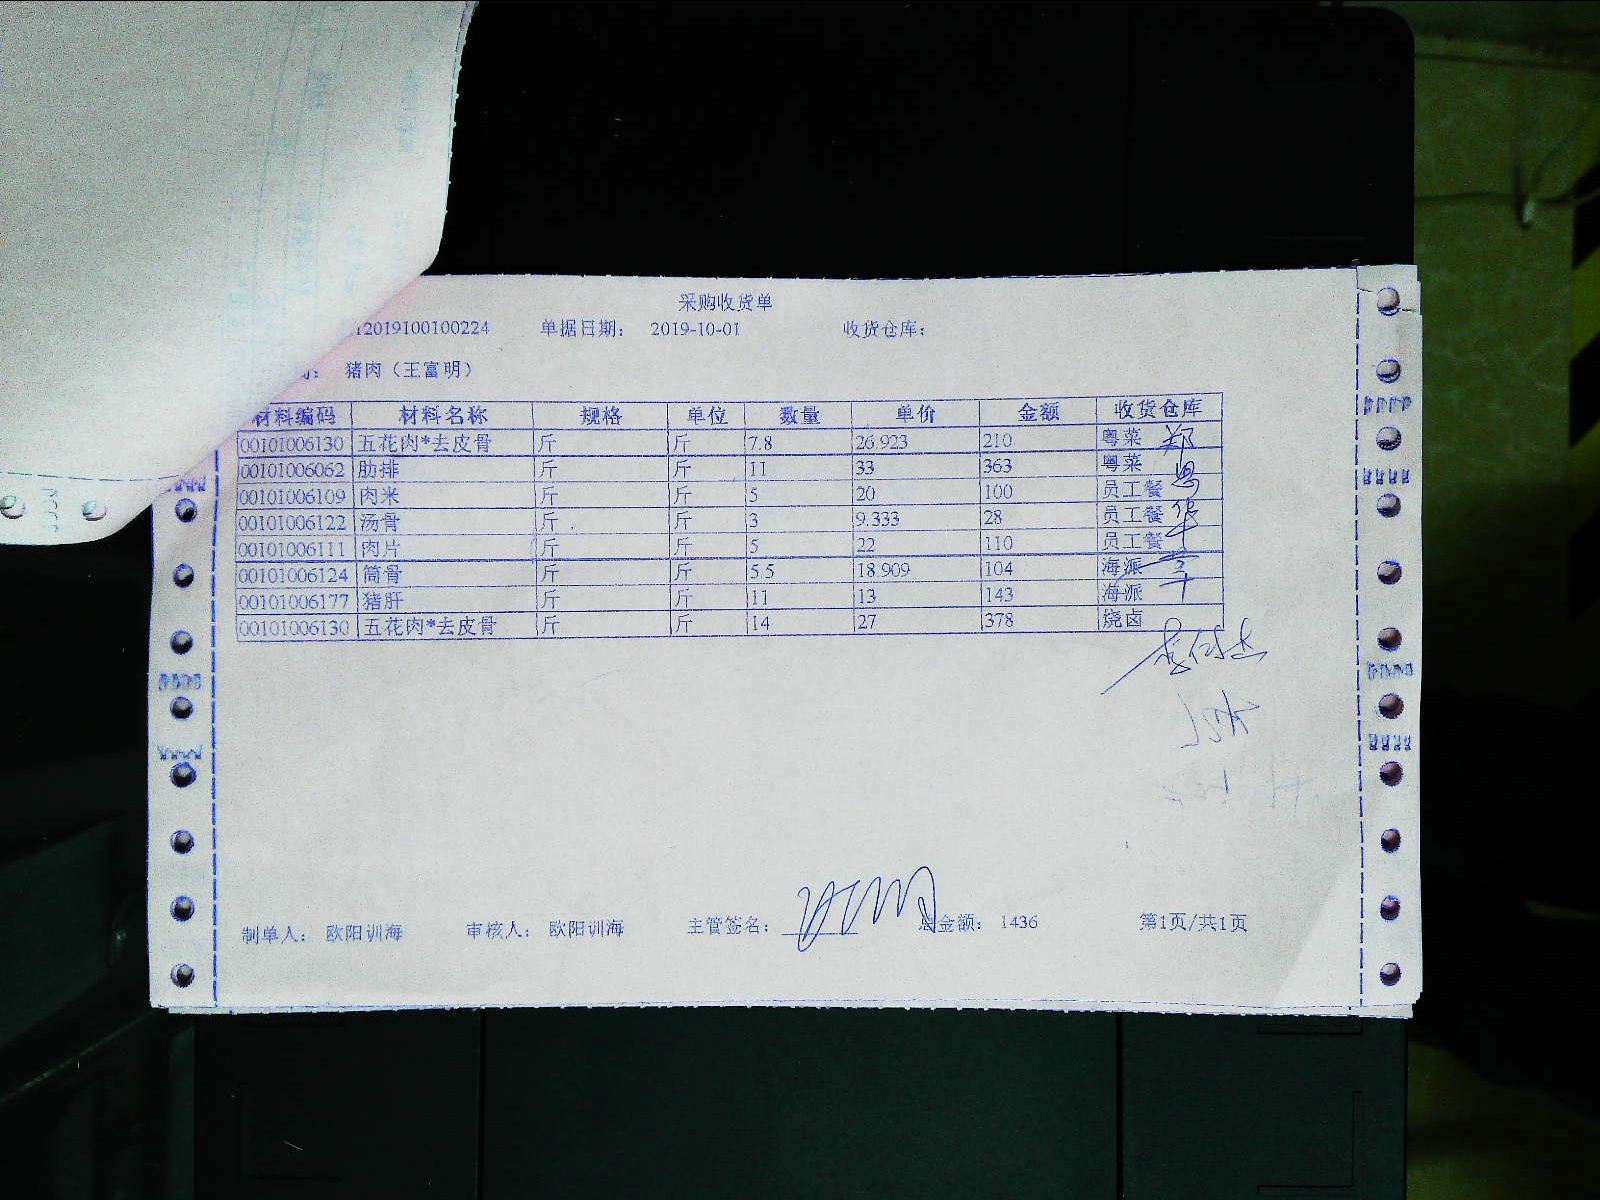 采购收货单
12019100100224 单据日期： 2019-10-01 收货仓库：
猪肉（王富明）
材料编码 材料名称 规格 单位 数量 单价 金额 收货仓库
00101006130 五花肉*去皮骨 斤 斤 7.8 26.923 210 粤菜
00101006062 肋排 斤 斤 11 33 363 粤菜
00101006109 肉米 斤 斤 5 20 100 员工餐
00101006122 汤骨 斤 斤 3 9.333 28 员工餐
00101006111 肉片 斤 斤 5 22 110 员工餐
00101006124 筒骨 斤 斤 5.5 18.909 104 海派
00101006177 猪肝 斤 斤 11 13 143 海派
00101006130 五花肉*去皮骨 斤 斤 14 27 378 烧卤
制单人： 欧阳训海 审核人： 欧阳训海 主管签名： 总金额： 1436 第1页/共1页